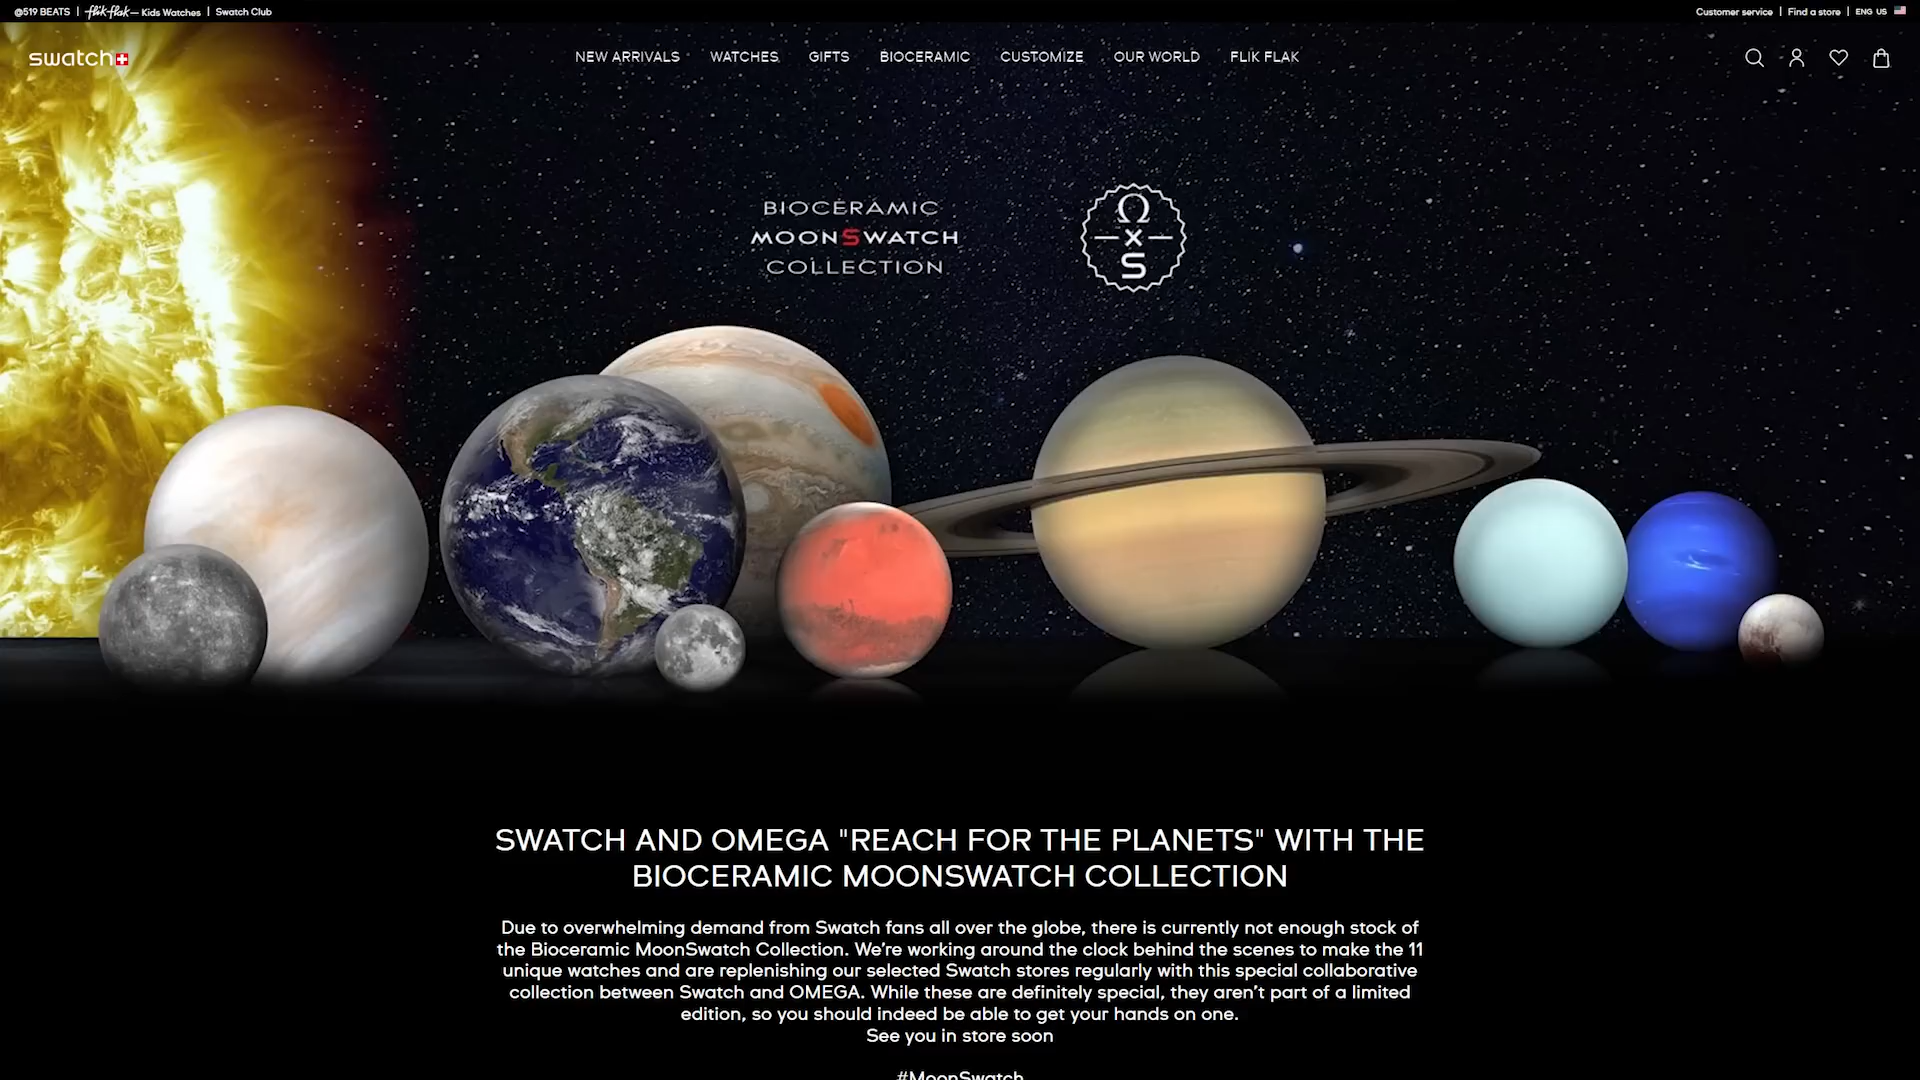 @519 BEATS | flik flak — Kids Watches | Swatch Club
Customer service | Find a store | ENG US
swatch
NEW ARRIVALS WATCHES GIFTS BIOCERAMIC CUSTOMIZE OUR WORLD FLIK FLAK
BIOCERAMIC
MOONSWATCH
COLLECTION
Ω
x
S
SWATCH AND OMEGA "REACH FOR THE PLANETS" WITH THE
BIOCERAMIC MOONSWATCH COLLECTION
Due to overwhelming demand from Swatch fans all over the globe, there is currently not enough stock of
the Bioceramic MoonSwatch Collection. We’re working around the clock behind the scenes to make the 11
unique watches and are replenishing our selected Swatch stores regularly with this special collaborative
collection between Swatch and OMEGA. While these are definitely special, they aren’t part of a limited
edition, so you should indeed be able to get your hands on one.
See you in store soon
#MoonSwatch